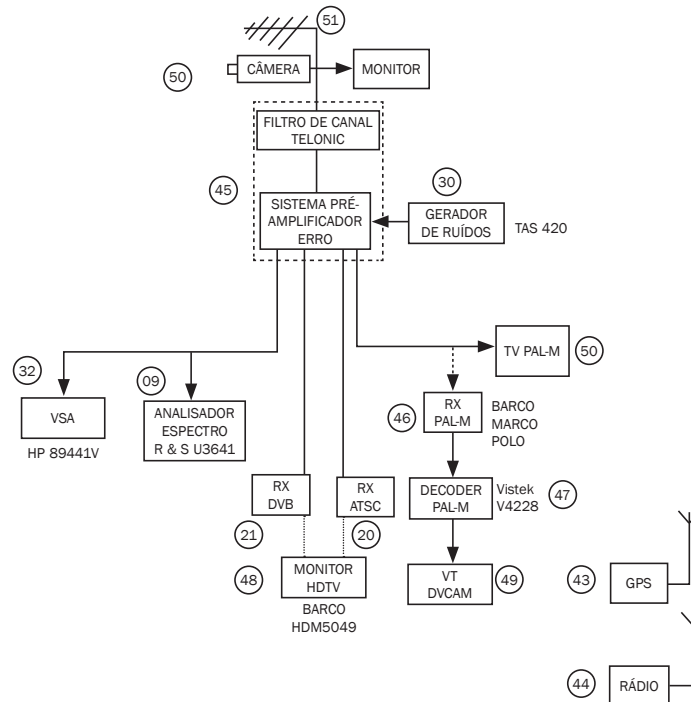 51
50
CÂMERA
MONITOR
FILTRO DE CANAL
TELONIC
45
30
SISTEMA PRÉ-
AMPLIFICADOR
ERRO
GERADOR
DE RUÍDOS
TAS 420
TV PAL-M
50
32
VSA
HP 89441V
09
ANALISADOR
ESPECTRO
R & S U3641
46
RX
PAL-M
BARCO
MARCO
POLO
RX
DVB
RX
ATSC
DECODER
PAL-M
Vistek
V4228
47
21
20
48
MONITOR
HDTV
BARCO
HDM5049
VT
DVCAM
49
43
GPS
44
RÁDIO